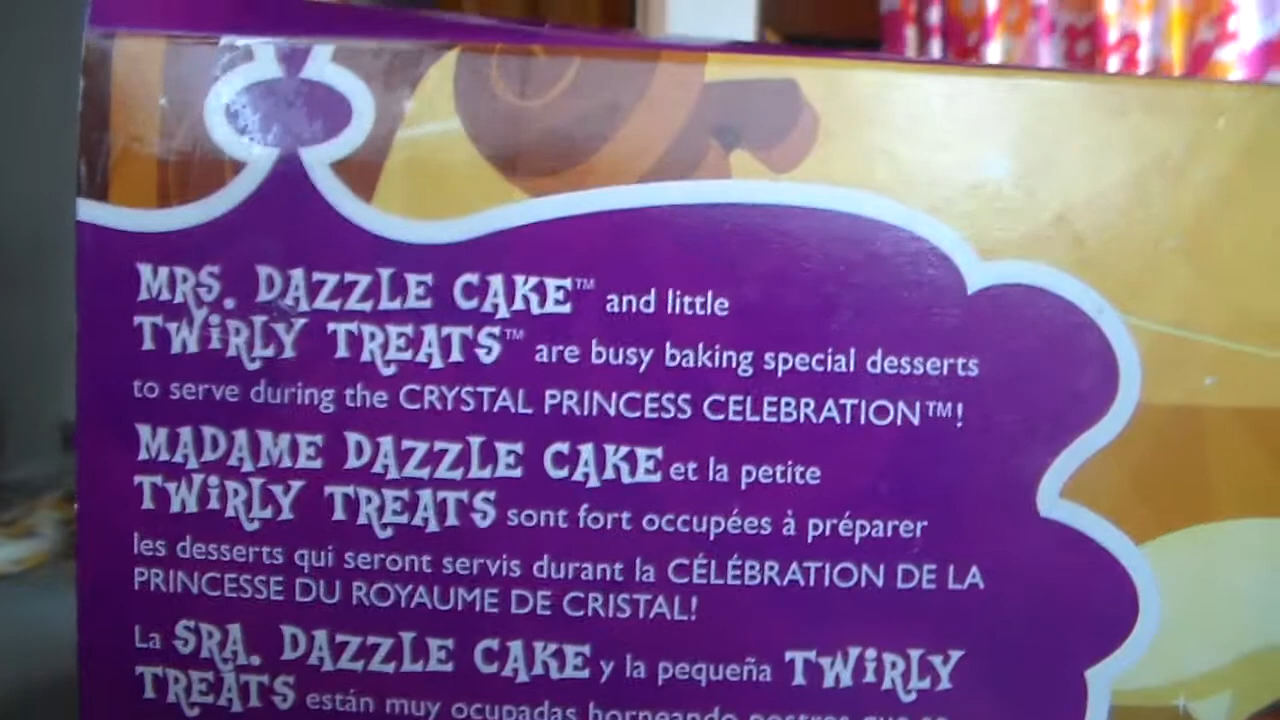 MRS. DAZZLE CAKE™ and little
TWiRLY TREATS™ are busy baking special desserts
to serve during the CRYSTAL PRINCESS CELEBRATION™!
MADAME DAZZLE CAKE et la petite
TWiRLY TREATS sont fort occupées à préparer
les desserts qui seront servis durant la CÉLÉBRATION DE LA
PRINCESSE DU ROYAUME DE CRISTAL!
La SRA. DAZZLE CAKE y la pequeña TWiRLY
TREATS están muy ocupadas horneando postres que se